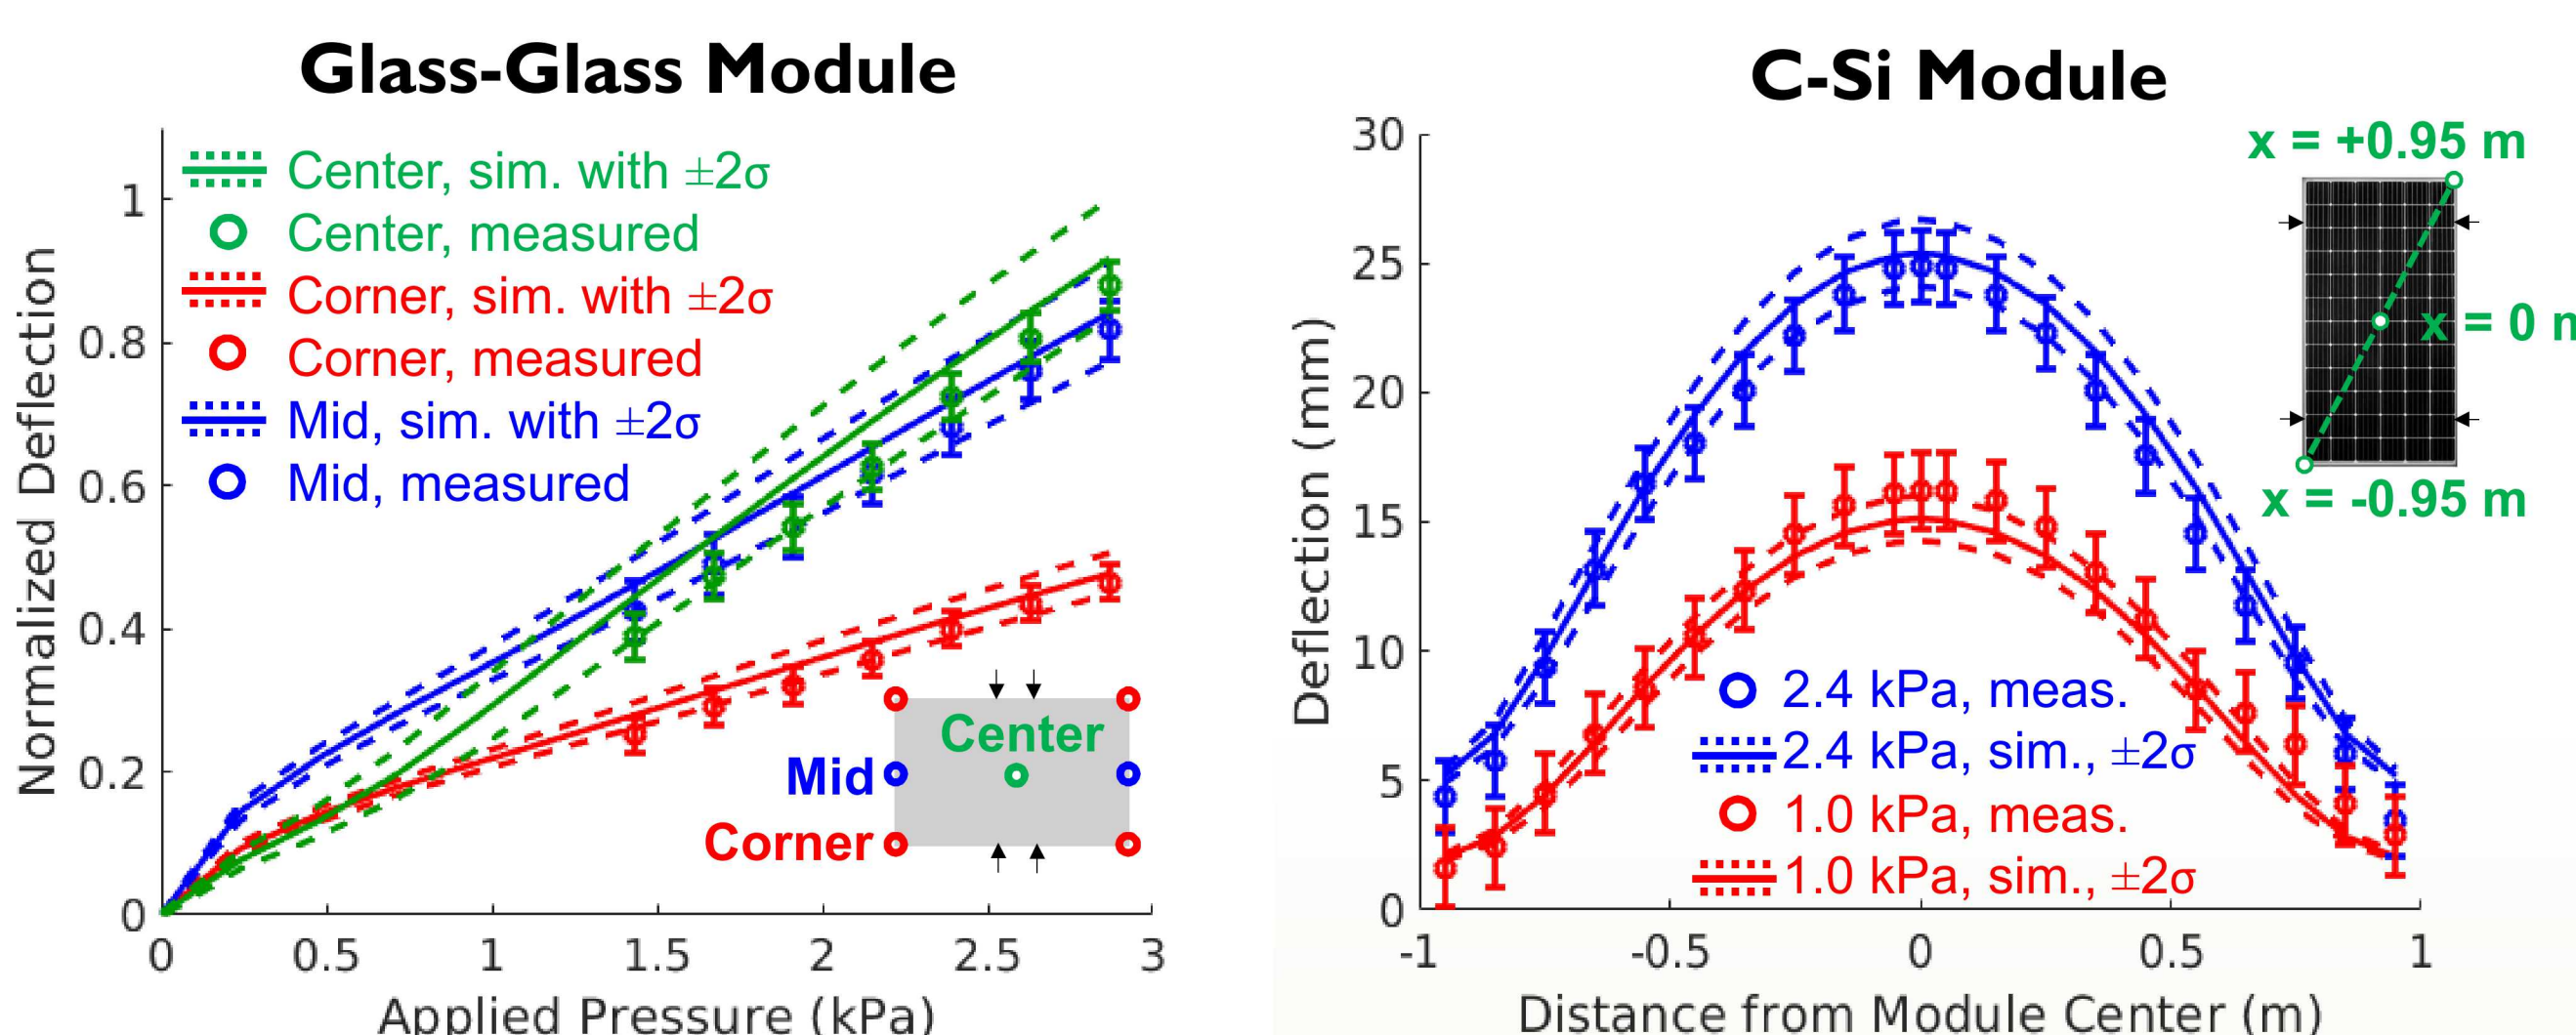 Glass-Glass Module
Center, sim. with ±2σ
Center, measured
Corner, sim. with ±2σ
Corner, measured
Mid, sim. with ±2σ
Mid, measured
Normalized Deflection
1
0.8
0.6
0.4
0.2
0
Center
Mid
Corner
0 0.5 1 1.5 2 2.5 3
Applied Pressure (kPa)
C-Si Module
Deflection (mm)
30
25
20
15
10
5
0
x = +0.95 m
x = 0
x = -0.95 m
2.4 kPa, meas.
2.4 kPa, sim., ±2σ
1.0 kPa, meas.
1.0 kPa, sim., ±2σ
-1 -0.5 0 0.5 1
Distance from Module Center (m)